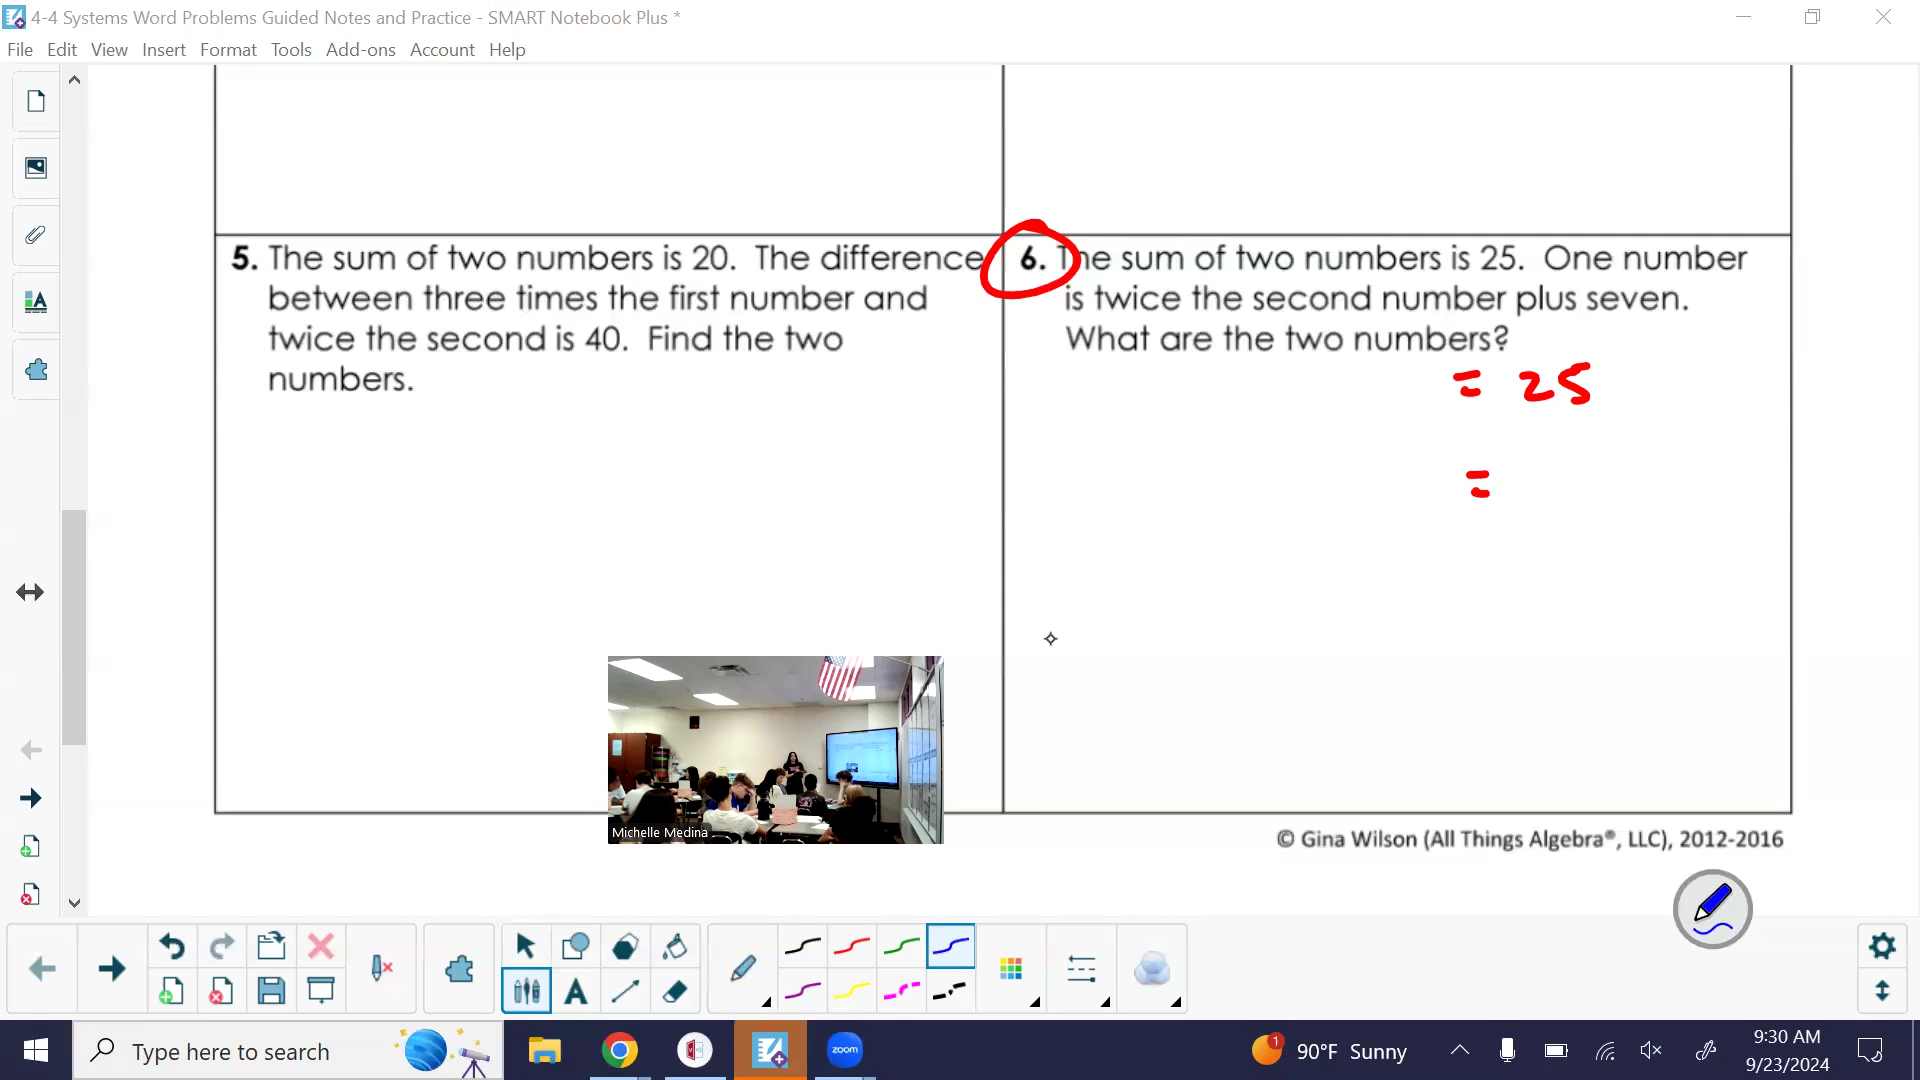 4-4 Systems Word Problems Guided Notes and Practice - SMART Notebook Plus *
File Edit View Insert Format Tools Add-ons Account Help
5. The sum of two numbers is 20. The difference
between three times the first number and
twice the second is 40. Find the two
numbers.
6. The sum of two numbers is 25. One number
is twice the second number plus seven.
What are the two numbers?
= 25
=
Michelle Medina
© Gina Wilson (All Things Algebra®, LLC), 2012-2016
A
Type here to search
zoom
1
90°F Sunny
9:30 AM
9/23/2024